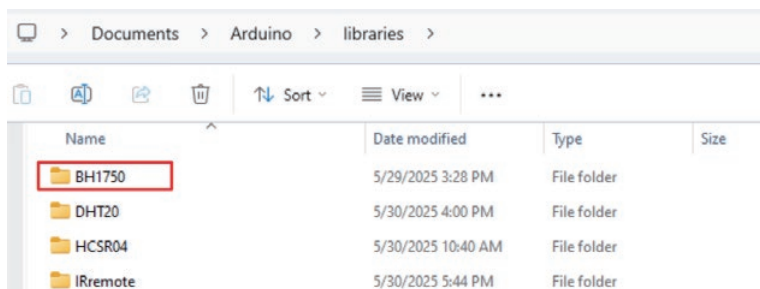 > Documents > Arduino > libraries >
Sort View ...
Name Date modified Type Size
BH1750 5/29/2025 3:28 PM File folder
DHT20 5/30/2025 4:00 PM File folder
HCSR04 5/30/2025 10:40 AM File folder
IRremote 5/30/2025 5:44 PM File folder